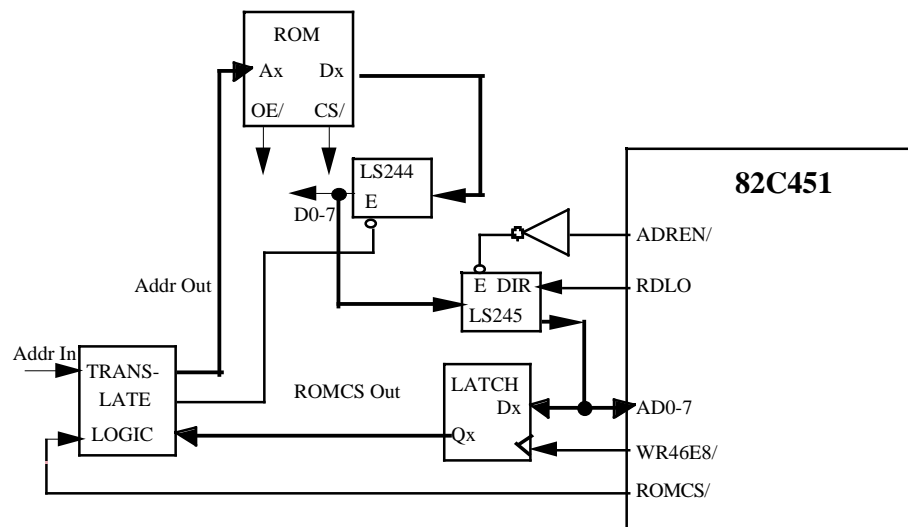 ROM
Ax Dx
OE/ CS/
LS244
E
D0-7
82C451
ADREN/
Addr Out
E DIR
RDLO
LS245
Addr In
TRANS-
LATE
LOGIC
ROMCS Out
LATCH
Dx
Qx
AD0-7
WR46E8/
ROMCS/